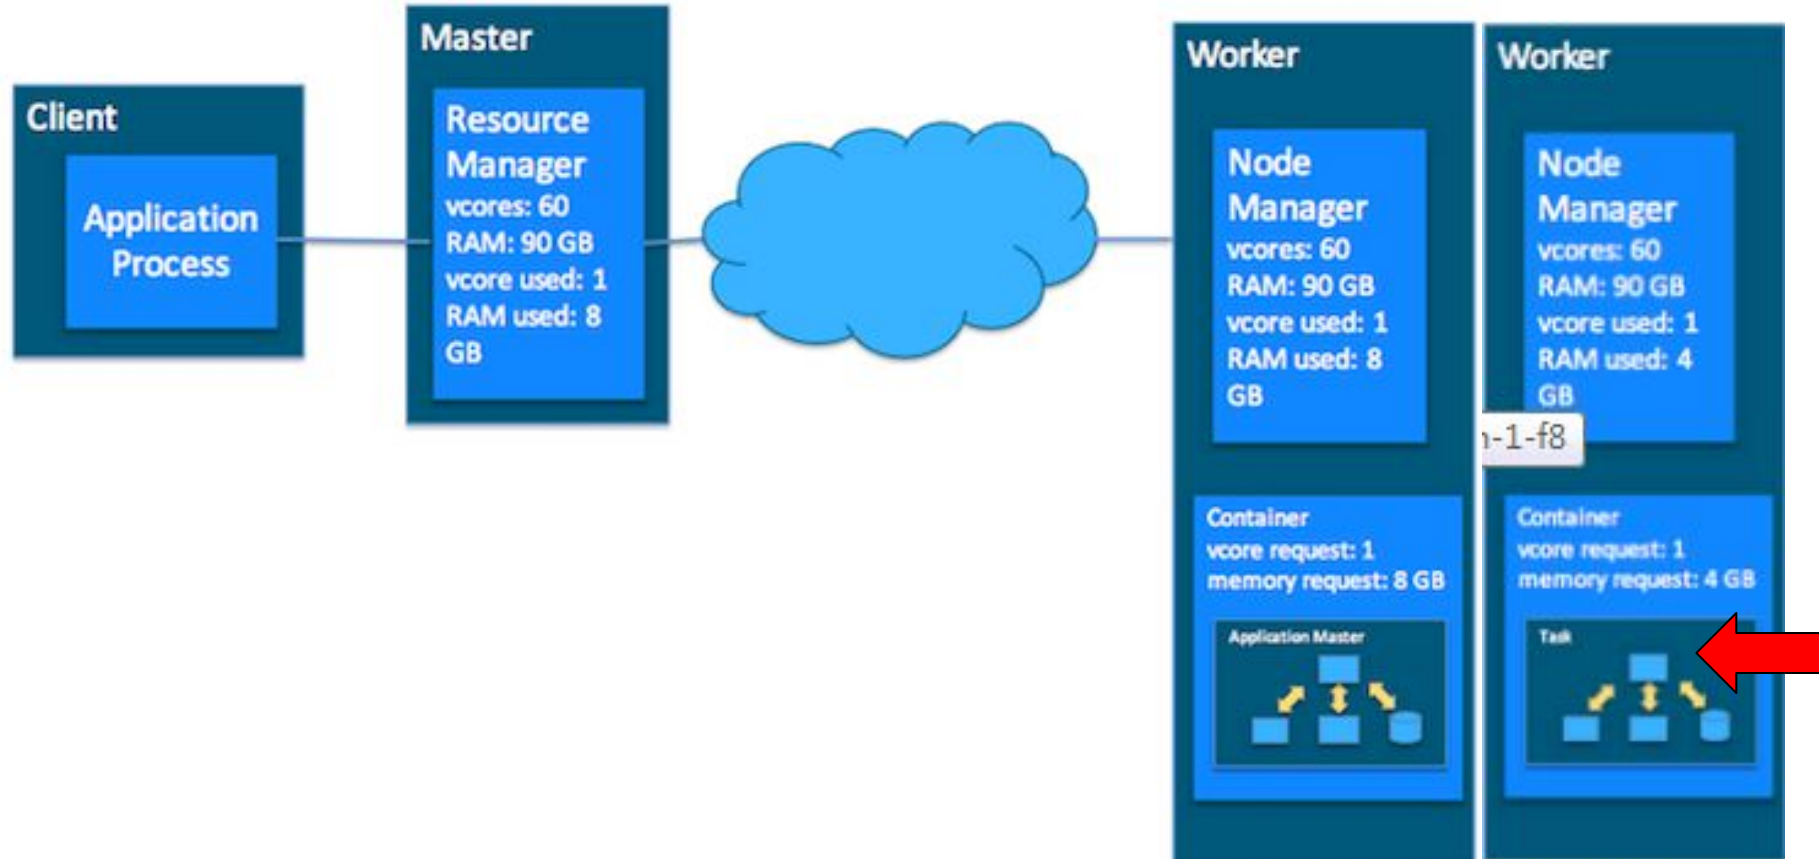 Client
Application
Process
Master
Resource
Manager
vcores: 60
RAM: 90 GB
vcore used: 1
RAM used: 8
GB
Worker
Node
Manager
vcores: 60
RAM: 90 GB
vcore used: 1
RAM used: 8
GB
Container
vcore request: 1
memory request: 8 GB
Application Master
Worker
Node
Manager
vcores: 60
RAM: 90 GB
vcore used: 1
RAM used: 4
GB
-1-f8
Container
vcore request: 1
memory request: 4 GB
Task